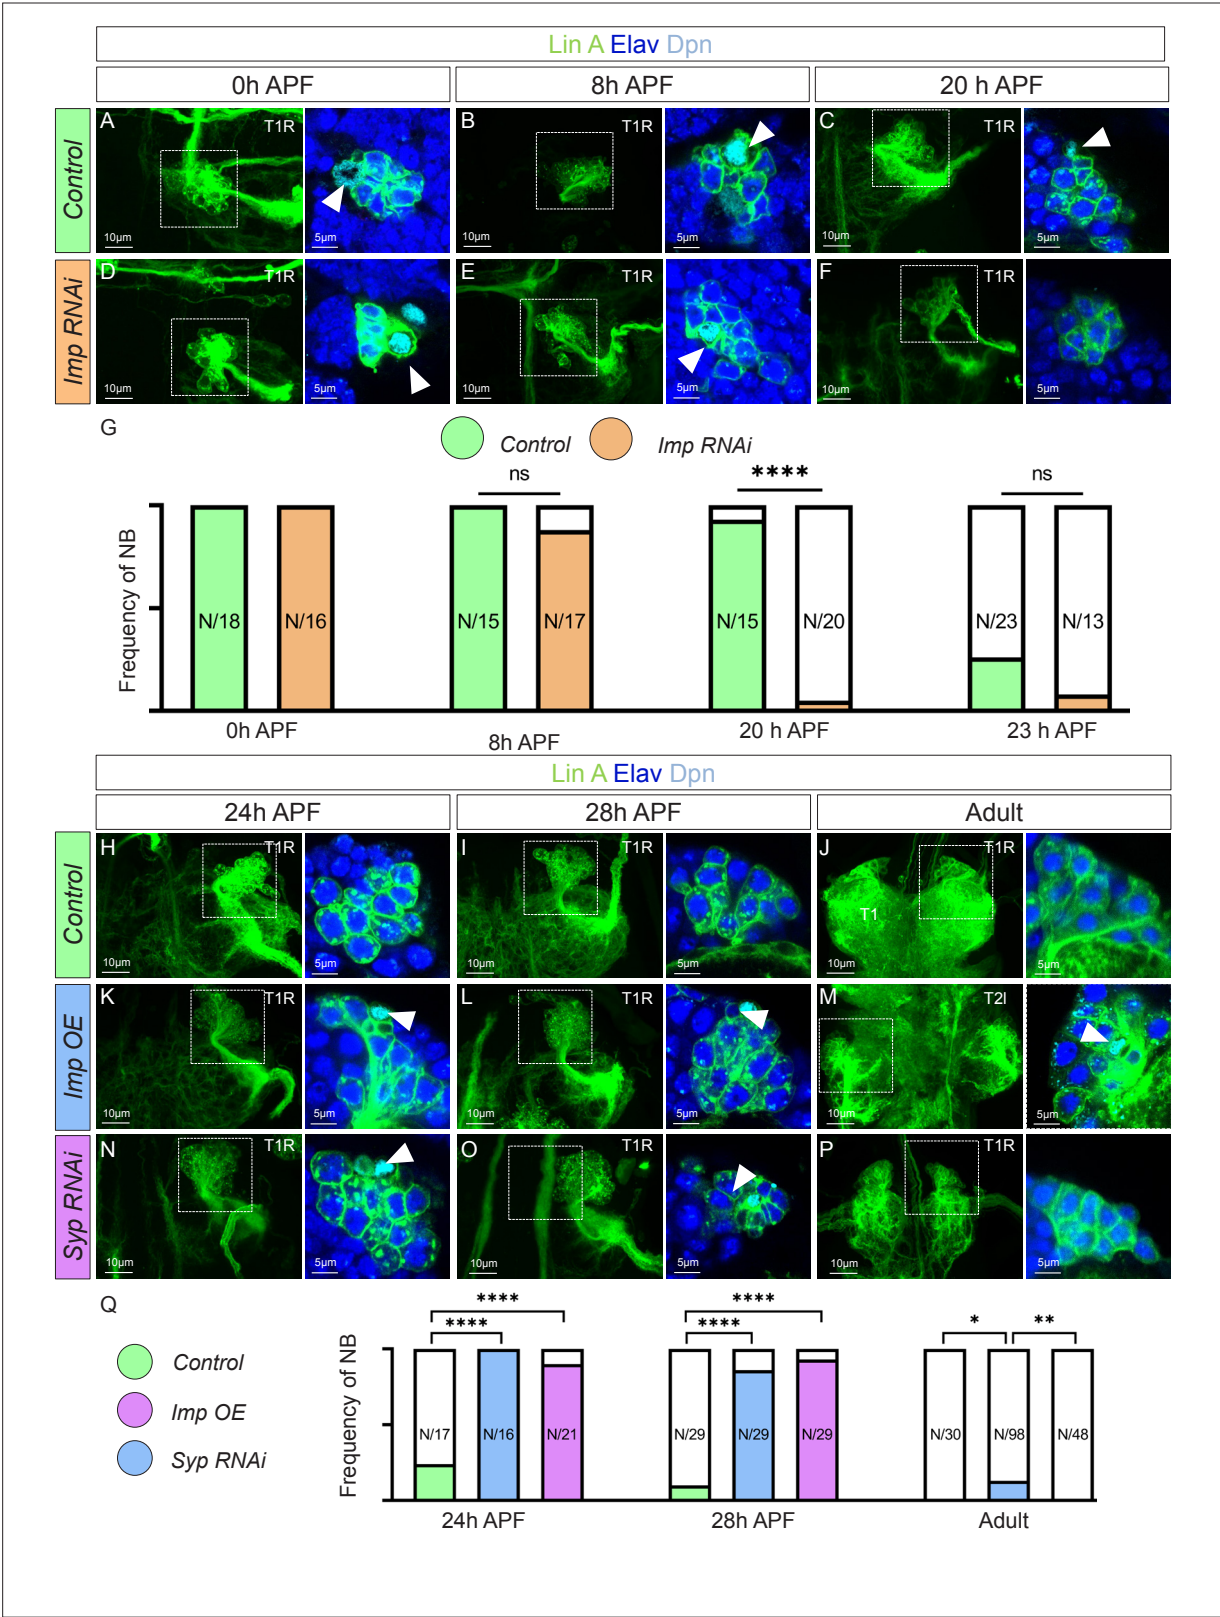 Lin A Elav Dpn
0h APF
8h APF
20 h APF
Control
A
T1R
10µm
5µm
B
T1R
10µm
5µm
C
T1R
10µm
5µm
Imp RNAi
D
T1R
10µm
5µm
E
T1R
10µm
5µm
F
T1R
10µm
5µm
G
Control
Imp RNAi
ns
****
ns
Frequency of NB
N/18
N/16
N/15
N/17
N/15
N/20
N/23
N/13
0h APF
8h APF
20 h APF
23 h APF
Lin A Elav Dpn
24h APF
28h APF
Adult
Control
H
T1R
10µm
5µm
I
T1R
10µm
5µm
J
T1R
T1
10µm
5µm
Imp OE
K
T1R
10µm
5µm
L
T1R
10µm
5µm
M
T2l
10µm
5µm
Syp RNAi
N
T1R
10µm
5µm
O
T1R
10µm
5µm
P
T1R
10µm
5µm
Q
Control
Imp OE
Syp RNAi
****
****
****
****
*
**
Frequency of NB
N/17
N/16
N/21
N/29
N/29
N/29
N/30
N/98
N/48
24h APF
28h APF
Adult